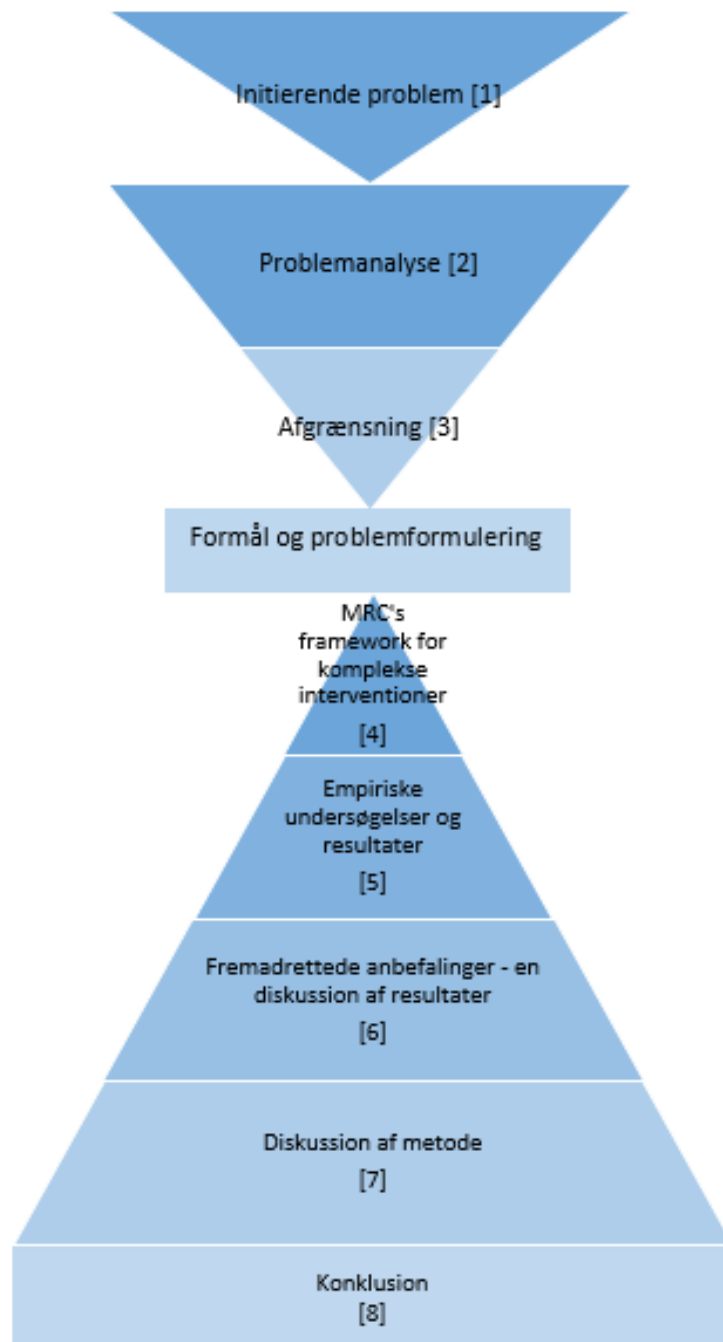 Initierende problem [1]
Problemanalyse [2]
Afgrænsning [3]
Formål og problemformulering
MRC's
framework for
komplekse
interventioner
[4]
Empiriske
undersøgelser og
resultater
[5]
Fremadrettede anbefalinger - en
diskussion af resultater
[6]
Diskussion af metode
[7]
Konklusion
[8]